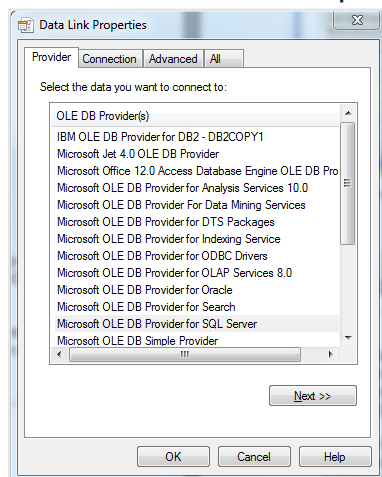 Data Link Properties
Provider Connection Advanced All
Select the data you want to connect to:
OLE DB Provider(s)
IBM OLE DB Provider for DB2 - DB2COPY1
Microsoft Jet 4.0 OLE DB Provider
Microsoft Office 12.0 Access Database Engine OLE DB Pro
Microsoft OLE DB Provider for Analysis Services 10.0
Microsoft OLE DB Provider For Data Mining Services
Microsoft OLE DB Provider for DTS Packages
Microsoft OLE DB Provider for Indexing Service
Microsoft OLE DB Provider for ODBC Drivers
Microsoft OLE DB Provider for OLAP Services 8.0
Microsoft OLE DB Provider for Oracle
Microsoft OLE DB Provider for Search
Microsoft OLE DB Provider for SQL Server
Microsoft OLE DB Simple Provider
Next >>
OK Cancel Help